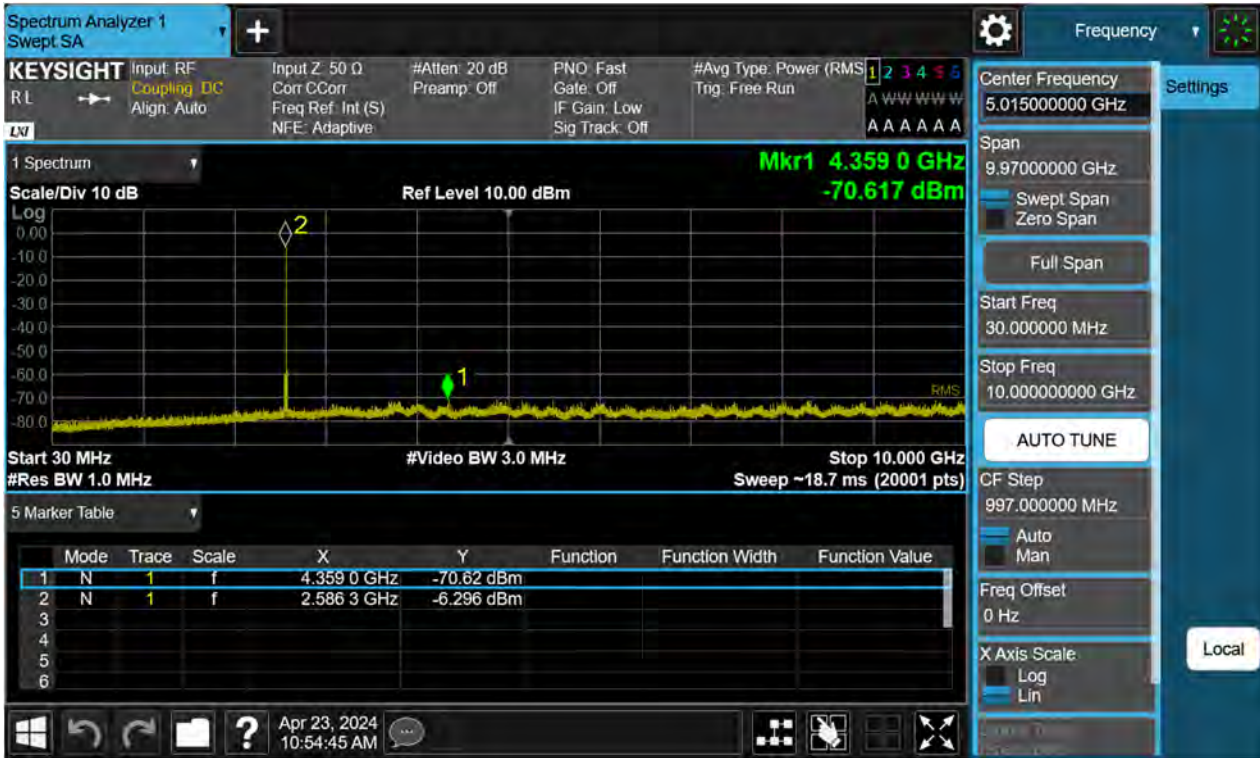 Spectrum Analyzer 1
Swept SA
+
Frequency
KEYSIGHT
RL
LXI
Input: RF
Coupling: DC
Align: Auto
Input Z: 50 Ω
Corr CCorr
Freq Ref: Int (S)
NFE: Adaptive
#Atten: 20 dB
Preamp: Off
PNO: Fast
Gate: Off
IF Gain: Low
Sig Track: Off
#Avg Type: Power (RMS
Trig: Free Run
1 2 3 4 5 6
A W W W W W
A A A A A A
1 Spectrum
Scale/Div 10 dB
Ref Level 10.00 dBm
Mkr1 4.359 0 GHz
-70.617 dBm
Log
0.00
-10.0
-20.0
-30.0
-40.0
-50.0
-60.0
-70.0
-80.0
2
1
RMS
Start 30 MHz
#Video BW 3.0 MHz
Stop 10.000 GHz
#Res BW 1.0 MHz
Sweep ~18.7 ms (20001 pts)
5 Marker Table
Mode Trace Scale X Y Function Function Width Function Value
1 N 1 f 4.359 0 GHz -70.62 dBm
2 N 1 f 2.586 3 GHz -6.296 dBm
3
4
5
6
Apr 23, 2024
10:54:45 AM
?
Center Frequency
5.015000000 GHz
Settings
Span
9.97000000 GHz
Swept Span
Zero Span
Full Span
Start Freq
30.000000 MHz
Stop Freq
10.000000000 GHz
AUTO TUNE
CF Step
997.000000 MHz
Auto
Man
Freq Offset
0 Hz
X Axis Scale
Log
Lin
Local